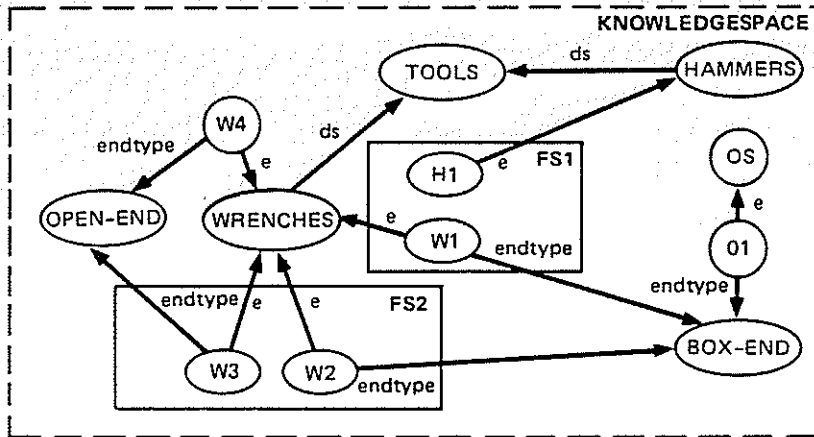 KNOWLEDGESPACE
TOOLS
ds
HAMMERS
W4
endtype
e
ds
H1
e
FS1
OS
e
OPEN-END
WRENCHES
e
W1
endtype
01
endtype
endtype
e
e
FS2
BOX-END
W3
W2
endtype